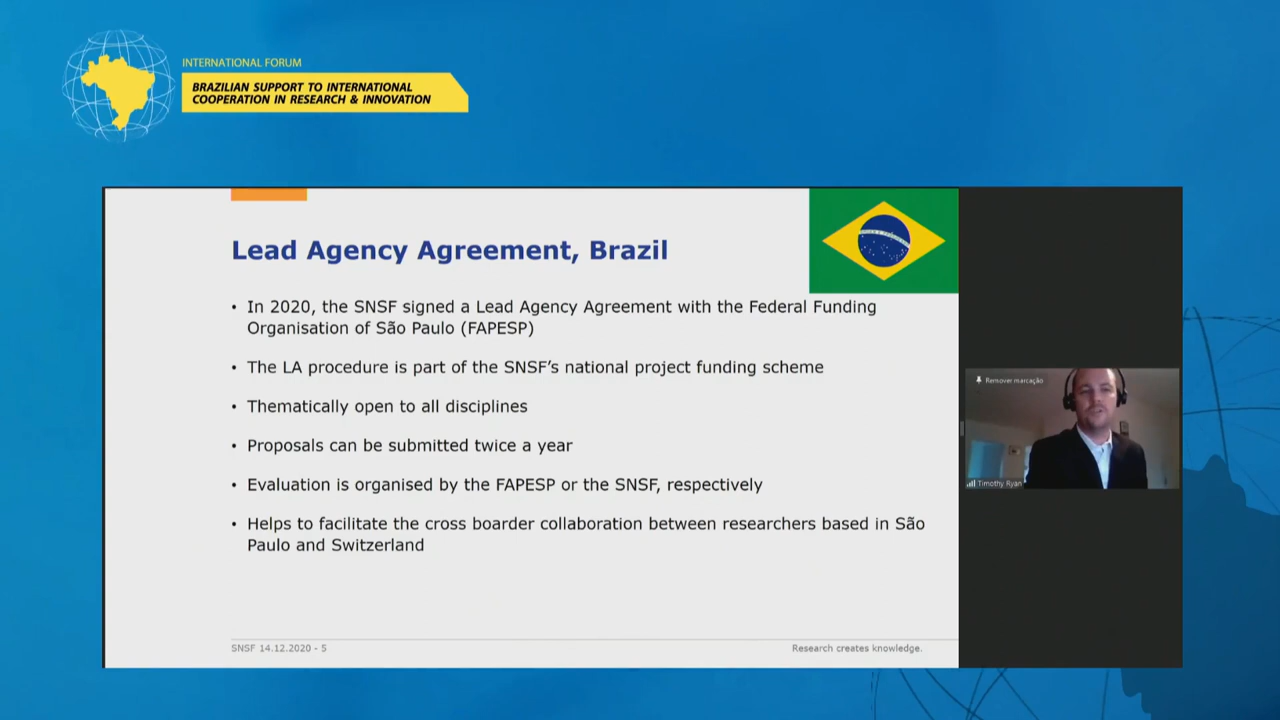 INTERNATIONAL FORUM
BRAZILIAN SUPPORT TO INTERNATIONAL
COOPERATION IN RESEARCH & INNOVATION
Lead Agency Agreement, Brazil
• In 2020, the SNSF signed a Lead Agency Agreement with the Federal Funding
Organisation of São Paulo (FAPESP)
• The LA procedure is part of the SNSF's national project funding scheme
• Thematically open to all disciplines
• Proposals can be submitted twice a year
• Evaluation is organised by the FAPESP or the SNSF, respectively
• Helps to facilitate the cross boarder collaboration between researchers based in São
Paulo and Switzerland
SNSF 14.12.2020 - 5
Research creates knowledge.
Remover marcação
Timothy Ryan